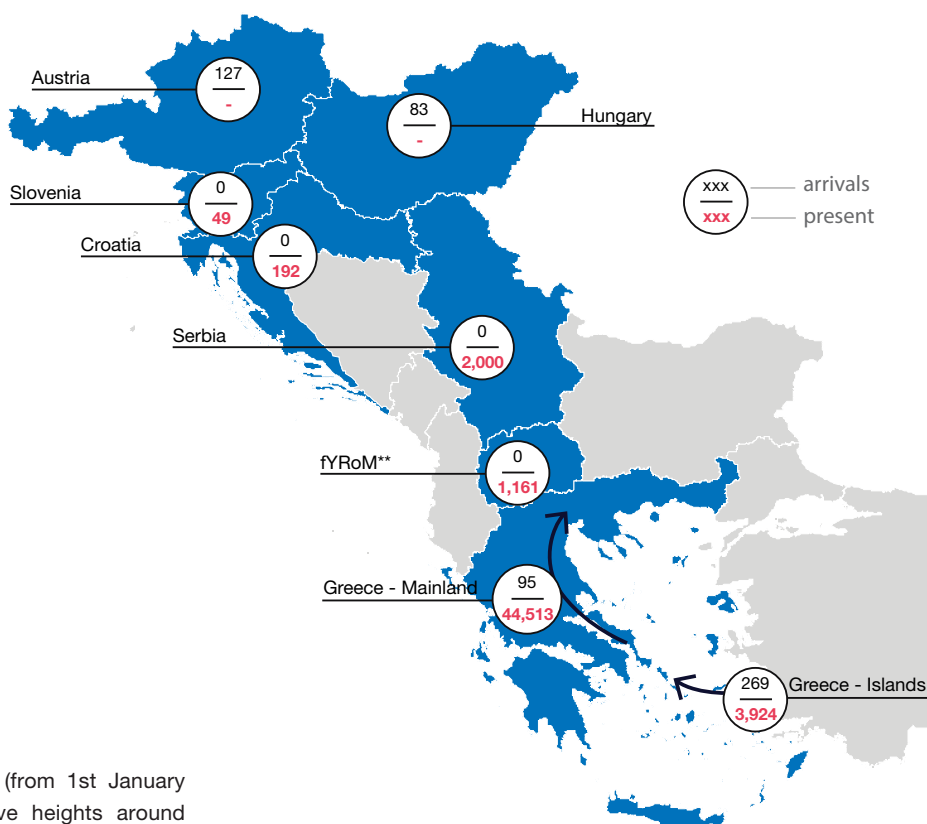 Austria
127
-
83
-
Hungary
Slovenia
0
49
xxx
arrivals
xxx
present
Croatia
0
192
Serbia
0
2,000
fYRoM**
0
1,161
Greece - Mainland
95
44,513
269
Greece - Islands
3,924
(from 1st January
ve heights around